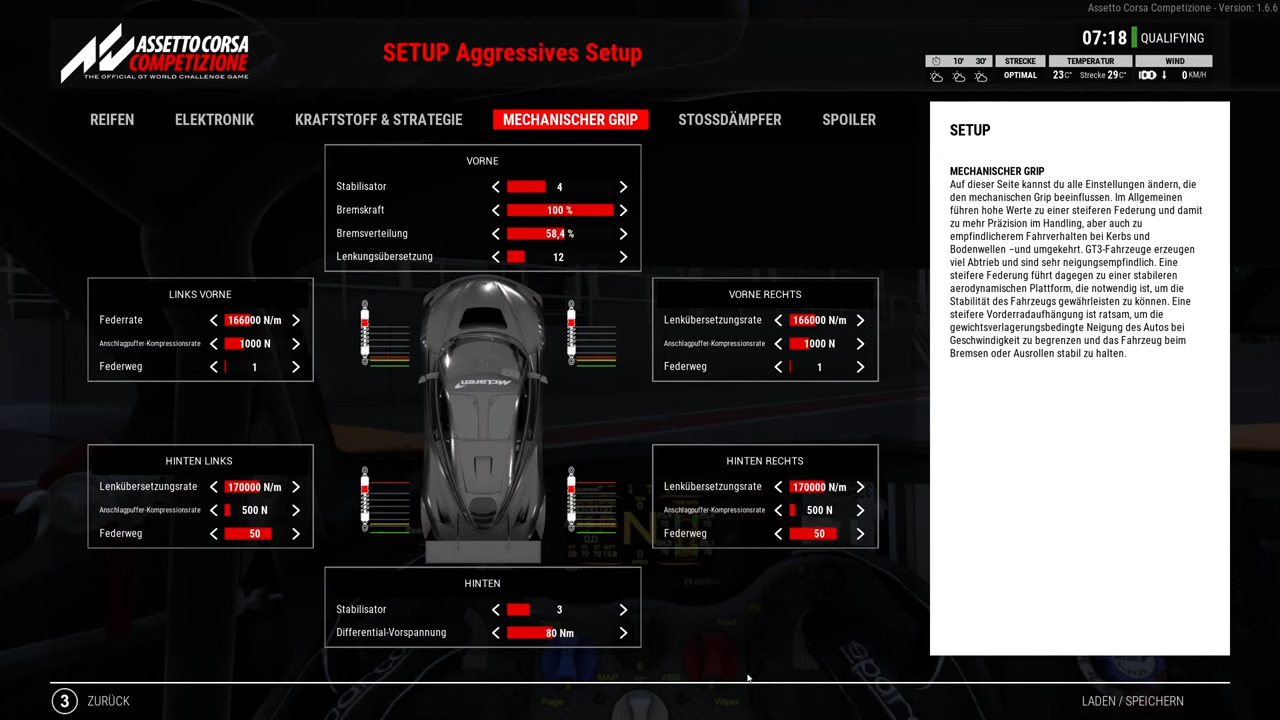 Assetto Corsa Competizione - Version: 1.6.6
ASSETTO CORSA
COMPETIZIONE
THE OFFICIAL GT WORLD CHALLENGE GAME
SETUP Aggressives Setup
07:18 QUALIFYING
10' 30' STRECKE TEMPERATUR WIND
OPTIMAL 23C° Strecke 29C° 0 KM/H
REIFEN ELEKTRONIK KRAFTSTOFF & STRATEGIE MECHANISCHER GRIP STOSSDÄMPFER SPOILER
VORNE
Stabilisator 4
Bremskraft 100 %
Bremsverteilung 58,4 %
Lenkungsübersetzung 12
LINKS VORNE
Federrate 166000 N/m
Anschlagpuffer-Kompressionsrate 1000 N
Federweg 1
VORNE RECHTS
Lenkübersetzungsrate 166000 N/m
Anschlagpuffer-Kompressionsrate 1000 N
Federweg 1
McLaren
HINTEN LINKS
Lenkübersetzungsrate 170000 N/m
Anschlagpuffer-Kompressionsrate 500 N
Federweg 50
HINTEN RECHTS
Lenkübersetzungsrate 170000 N/m
Anschlagpuffer-Kompressionsrate 500 N
Federweg 50
HINTEN
Stabilisator 3
Differential-Vorspannung 80 Nm
SETUP
MECHANISCHER GRIP
Auf dieser Seite kannst du alle Einstellungen ändern, die
den mechanischen Grip beeinflussen. Im Allgemeinen
führen hohe Werte zu einer steiferen Federung und damit
zu mehr Präzision im Handling, aber auch zu
empfindlicherem Fahrverhalten bei Kerbs und
Bodenwellen –und umgekehrt. GT3-Fahrzeuge erzeugen
viel Abtrieb und sind sehr neigungsempfindlich. Eine
steifere Federung führt dagegen zu einer stabileren
aerodynamischen Plattform, die notwendig ist, um die
Stabilität des Fahrzeugs gewährleisten zu können. Eine
steifere Vorderradaufhängung ist ratsam, um die
gewichtsverlagerungsbedingte Neigung des Autos bei
Geschwindigkeit zu begrenzen und das Fahrzeug beim
Bremsen oder Ausrollen stabil zu halten.
BOSCH
Start
MAP ABS
Page Wiper
3 ZURÜCK
LADEN / SPEICHERN